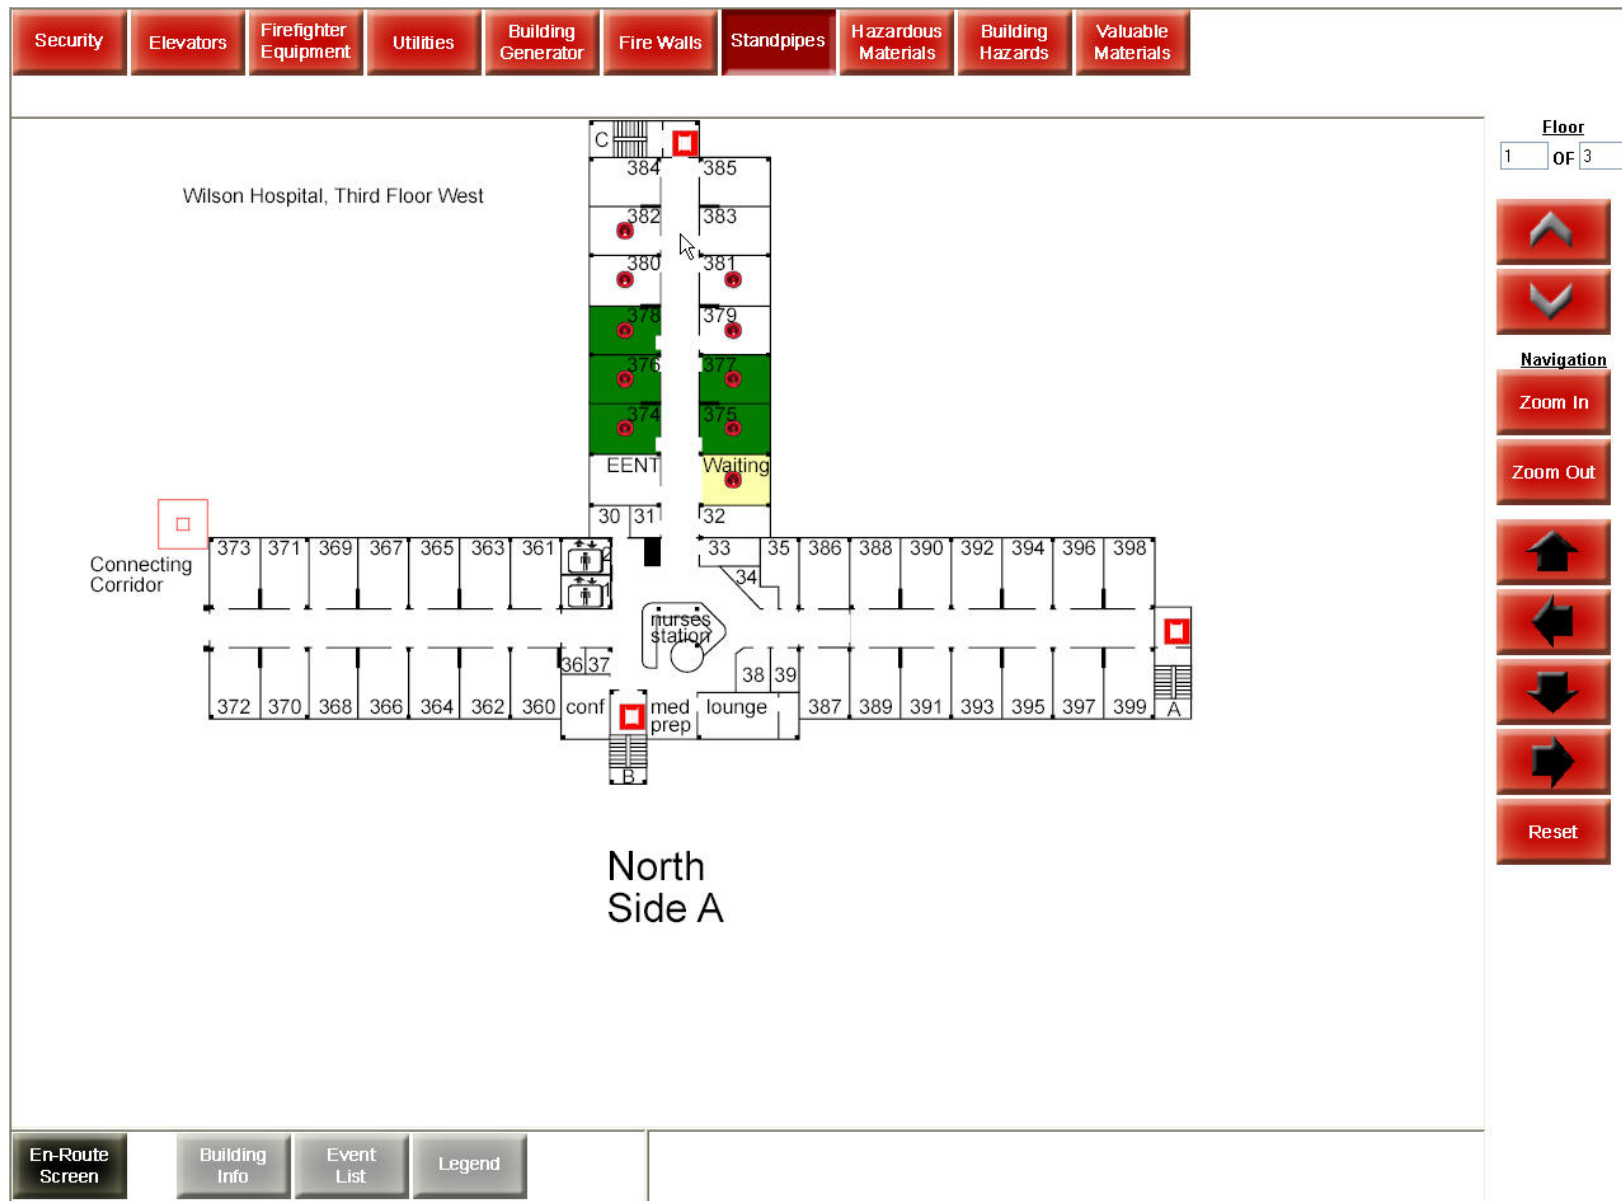 Security
Elevators
Firefighter
Equipment
Utilities
Building
Generator
Fire Walls
Standpipes
Hazardous
Materials
Building
Hazards
Valuable
Materials
Floor
1 OF 3
Navigation
Zoom In
Zoom Out
Reset
Wilson Hospital, Third Floor West
C
384 385
382 383
380 381
378 379
376 377
374 375
EENT Waiting
30 31 32
373 371 369 367 365 363 361 2 33 35 386 388 390 392 394 396 398
Connecting
Corridor
34
1
nurses
station
36 37 38 39
372 370 368 366 364 362 360 conf med lounge 387 389 391 393 395 397 399 A
prep
B
North
Side A
En-Route
Screen
Building
Info
Event
List
Legend